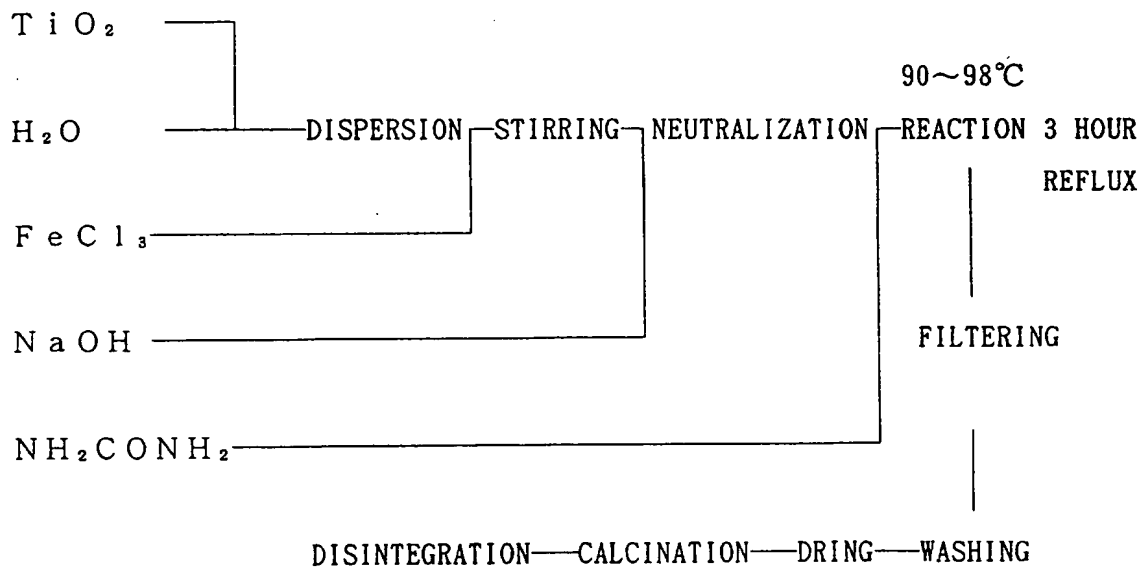 TiO₂
90～98℃
H₂O DISPERSION STIRRING NEUTRALIZATION REACTION 3 HOUR
REFLUX
FeCl₃
NaOH FILTERING
NH₂CONH₂
DISINTEGRATION CALCINATION DRING WASHING